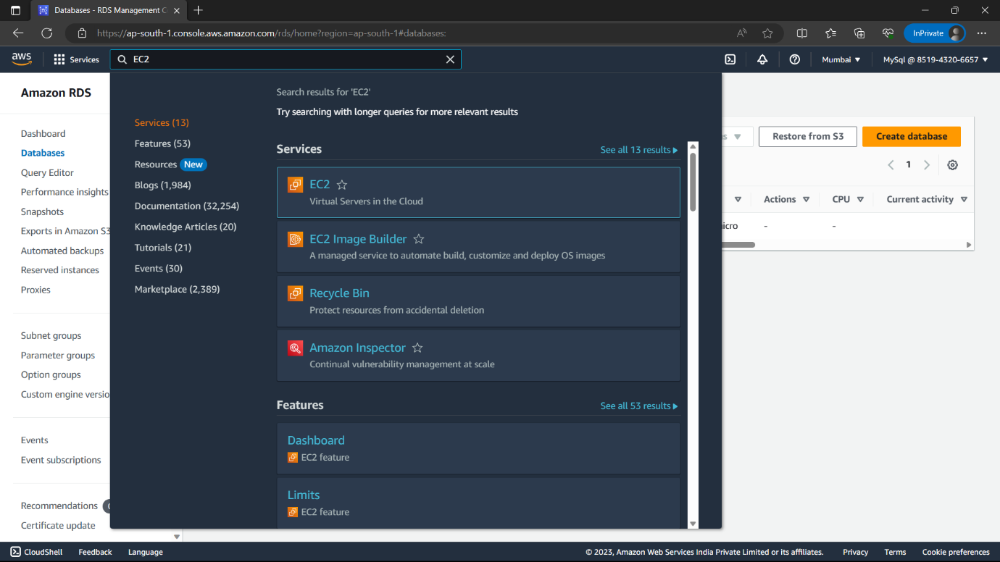 Databases - RDS Management C
https://ap-south-1.console.aws.amazon.com/rds/home?region=ap-south-1#databases:
InPrivate
aws
Services
EC2
Mumbai
MySql @ 8519-4320-6657
Amazon RDS
Dashboard
Databases
Query Editor
Performance insights
Snapshots
Exports in Amazon S3
Automated backups
Reserved instances
Proxies
Subnet groups
Parameter groups
Option groups
Custom engine versio
Events
Event subscriptions
Recommendations
Certificate update
Services (13)
Features (53)
Resources New
Blogs (1,984)
Documentation (32,254)
Knowledge Articles (20)
Tutorials (21)
Events (30)
Marketplace (2,389)
Search results for 'EC2'
Try searching with longer queries for more relevant results
Services
See all 13 results
EC2
Virtual Servers in the Cloud
EC2 Image Builder
A managed service to automate build, customize and deploy OS images
Recycle Bin
Protect resources from accidental deletion
Amazon Inspector
Continual vulnerability management at scale
Features
See all 53 results
Dashboard
EC2 feature
Limits
EC2 feature
Restore from S3
Create database
1
Actions
CPU
Current activity
icro
-
-
CloudShell
Feedback
Language
© 2023, Amazon Web Services India Private Limited or its affiliates.
Privacy
Terms
Cookie preferences